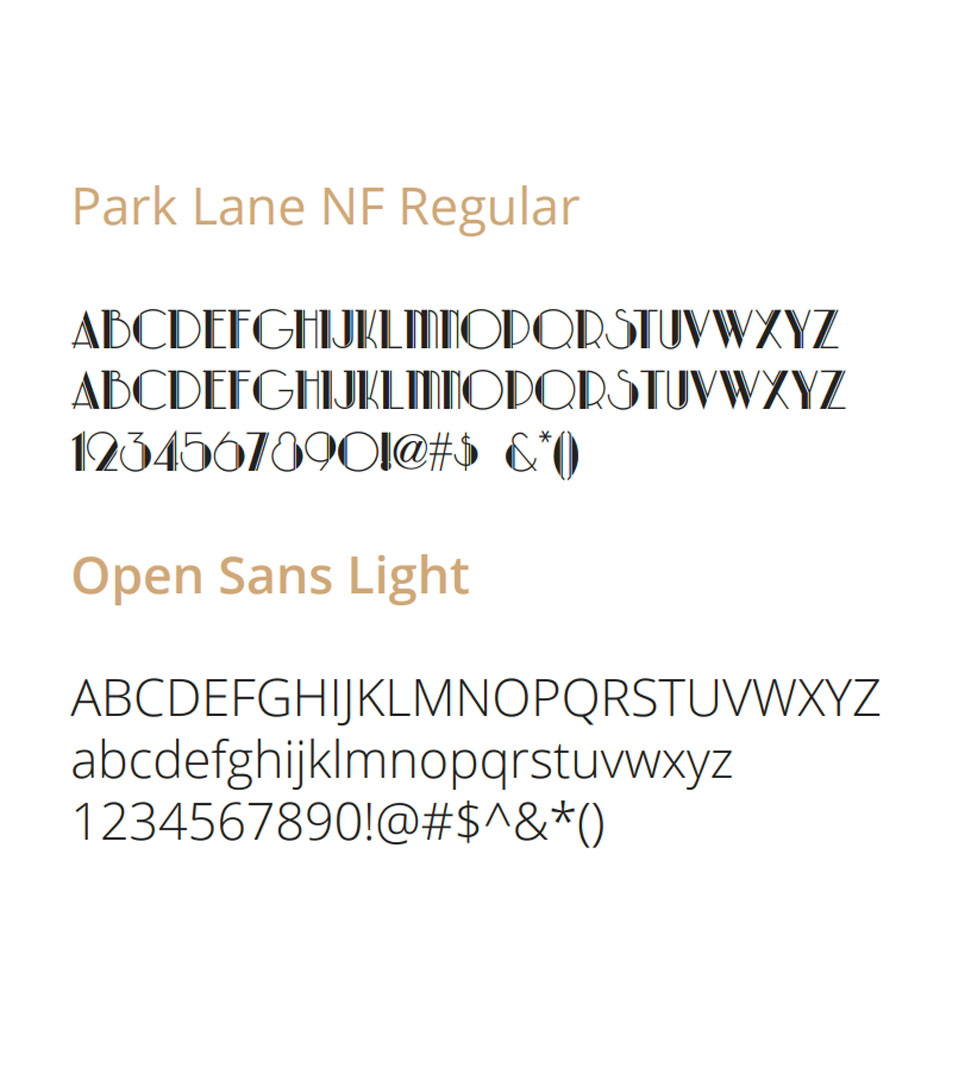 Park Lane NF Regular
ABCDEFGHIJKLMNOPQRSTUVWXYZ
ABCDEFGHIJKLMNOPQRSTUVWXYZ
1234567890!@#$ &*()
Open Sans Light
ABCDEFGHIJKLMNOPQRSTUVWXYZ
abcdefghijklmnopqrstuvwxyz
1234567890!@#$^&*()